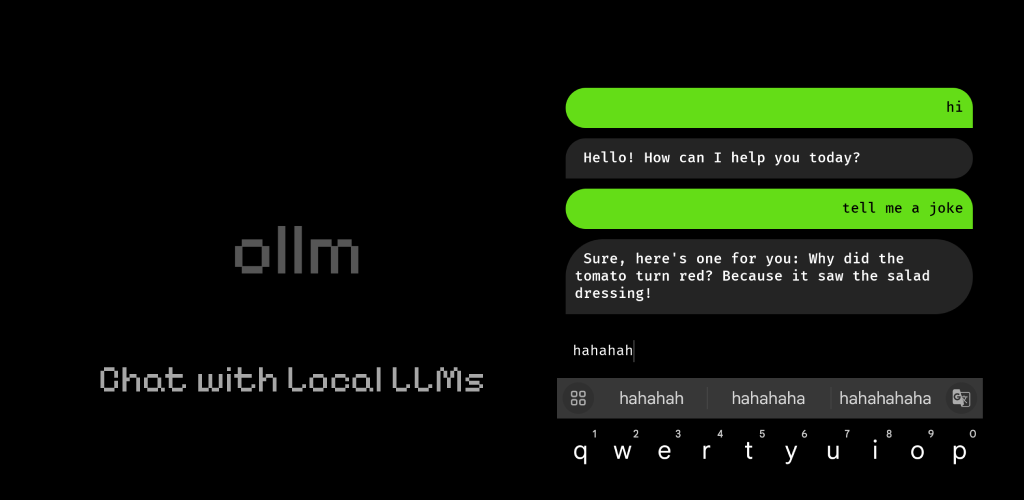 ollm
Chat with Local LLMs
hi
Hello! How can I help you today?
tell me a joke
Sure, here's one for you: Why did the
tomato turn red? Because it saw the salad
dressing!
hahahah
hahahah hahahaha hahahahaha
1 2 3 4 5 6 7 8 9 0
q w e r t y u i o p